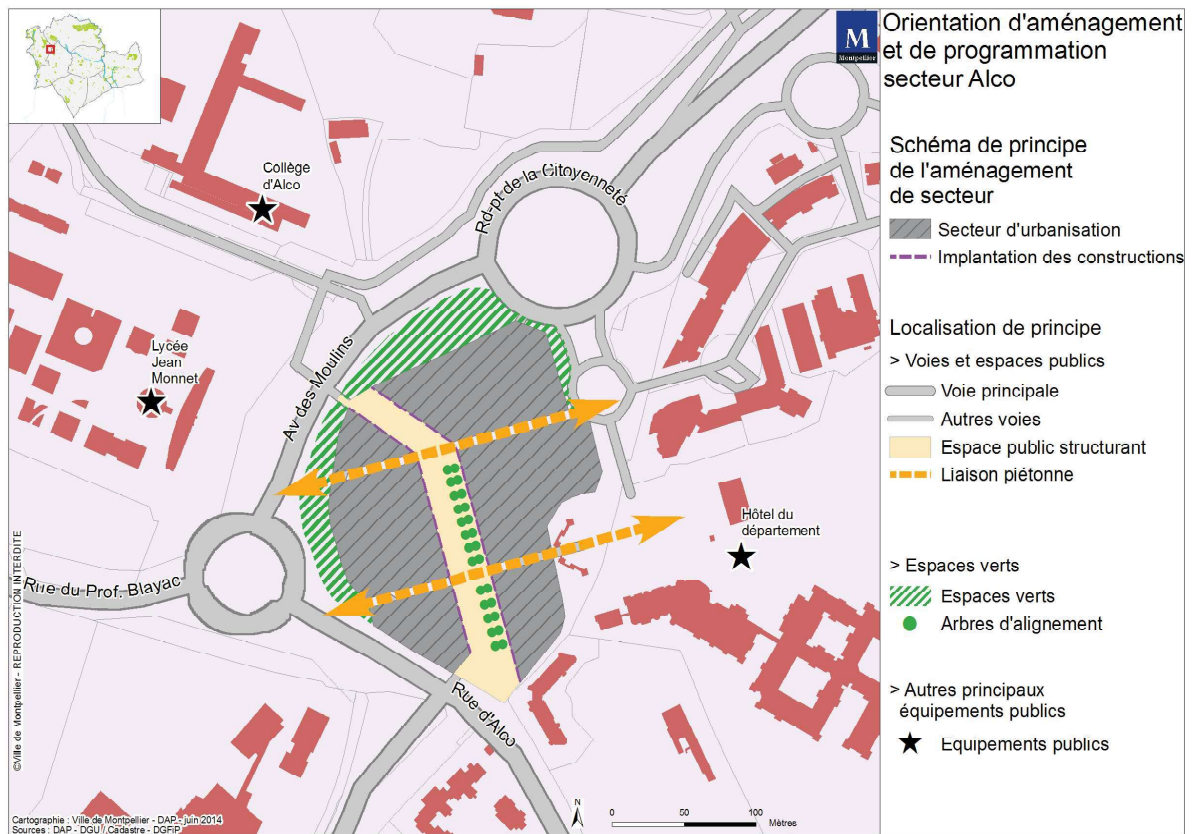 Orientation d'aménagement
et de programmation
secteur Alco
M
Montpellier
Schéma de principe
de l'aménagement
de secteur
Secteur d'urbanisation
Implantation des constructions
Localisation de principe
> Voies et espaces publics
Voie principale
Autres voies
Espace public structurant
Liaison piétonne
> Espaces verts
Espaces verts
Arbres d'alignement
> Autres principaux
équipements publics
Equipements publics
Collège
d'Alco
Rd-pt de la Citoyenneté
Lycée
Jean
Monnet
Av des Moulins
Hôtel du
département
Rue du Prof. Blayac
Rue d'Alco
©Ville de Montpellier - REPRODUCTION INTERDITE
Cartographie : Ville de Montpellier - DAP - juin 2014
Sources : DAP - DGU / Cadastre - DGFiP
N
0 50 100
Mètres